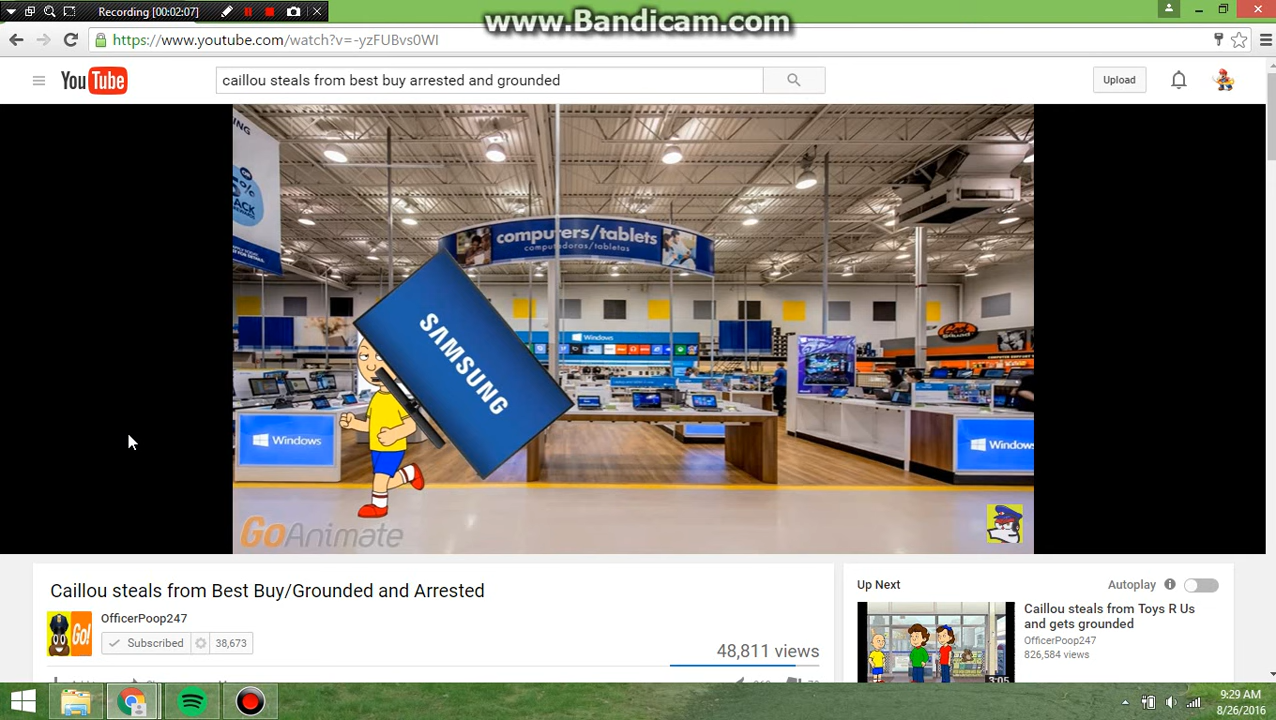 Recording [00:02:07]
www.Bandicam.com
https://www.youtube.com/watch?v=-yzFUBvs0WI
YouTube
caillou steals from best buy arrested and grounded
Upload
computers/tablets
computadoras/tabletas
SAMSUNG
Windows
Windows
Windows
GoAnimate
Caillou steals from Best Buy/Grounded and Arrested
OfficerPoop247
Go!
Subscribed
38,673
48,811 views
Up Next
Autoplay
Caillou steals from Toys R Us
and gets grounded
OfficerPoop247
826,584 views
3:05
9:29 AM
8/26/2016